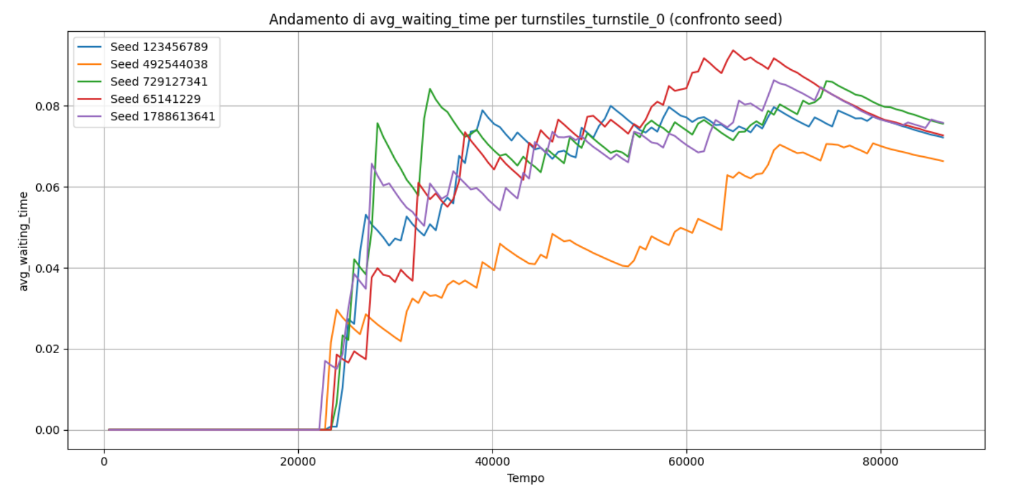 Andamento di avg_waiting_time per turnstiles_turnstile_0 (confronto seed)
Seed 123456789
Seed 492544038
Seed 729127341
Seed 65141229
Seed 1788613641
avg_waiting_time
0.08
0.06
0.04
0.02
0.00
0
20000
40000
60000
80000
Tempo